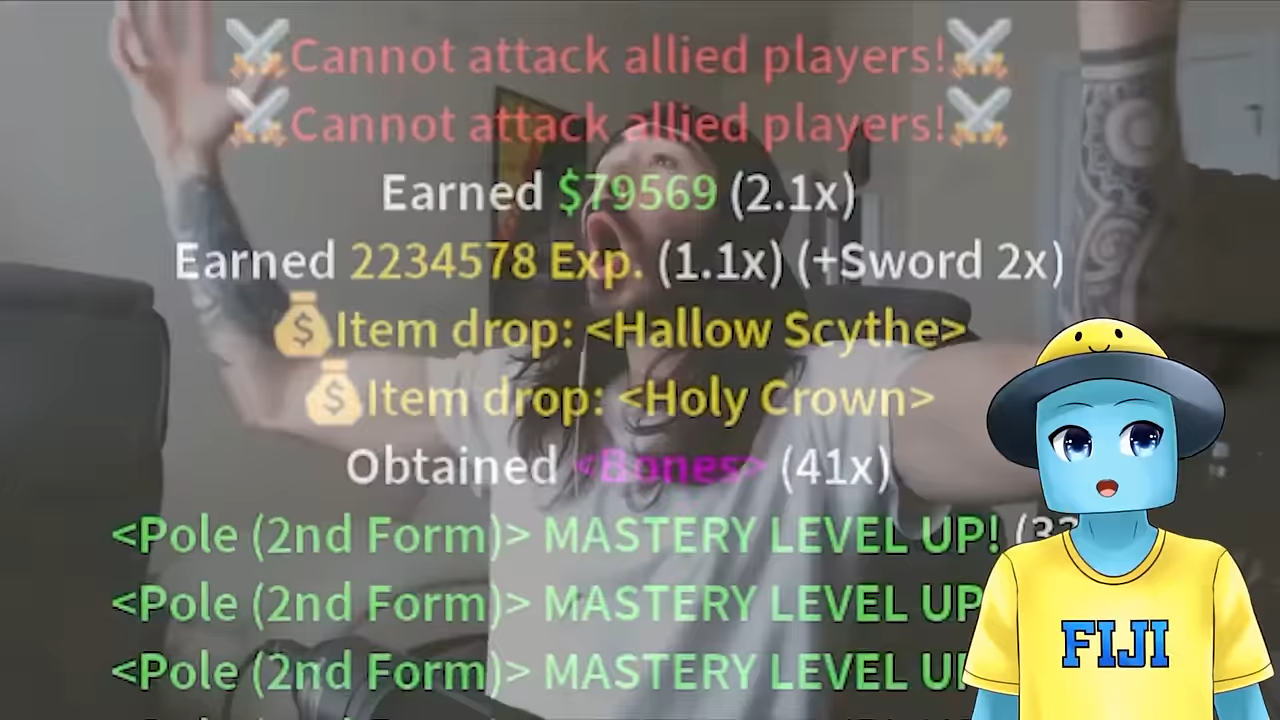 ⚔️Cannot attack allied players!⚔️
⚔️Cannot attack allied players!⚔️
Earned $79569 (2.1x)
Earned 2234578 Exp. (1.1x) (+Sword 2x)
Item drop: <Hallow Scythe>
Item drop: <Holy Crown>
Obtained <Bones> (41x)
<Pole (2nd Form)> MASTERY LEVEL UP!
<Pole (2nd Form)> MASTERY LEVEL UP
<Pole (2nd Form)> MASTERY LEVEL UP
FIJI